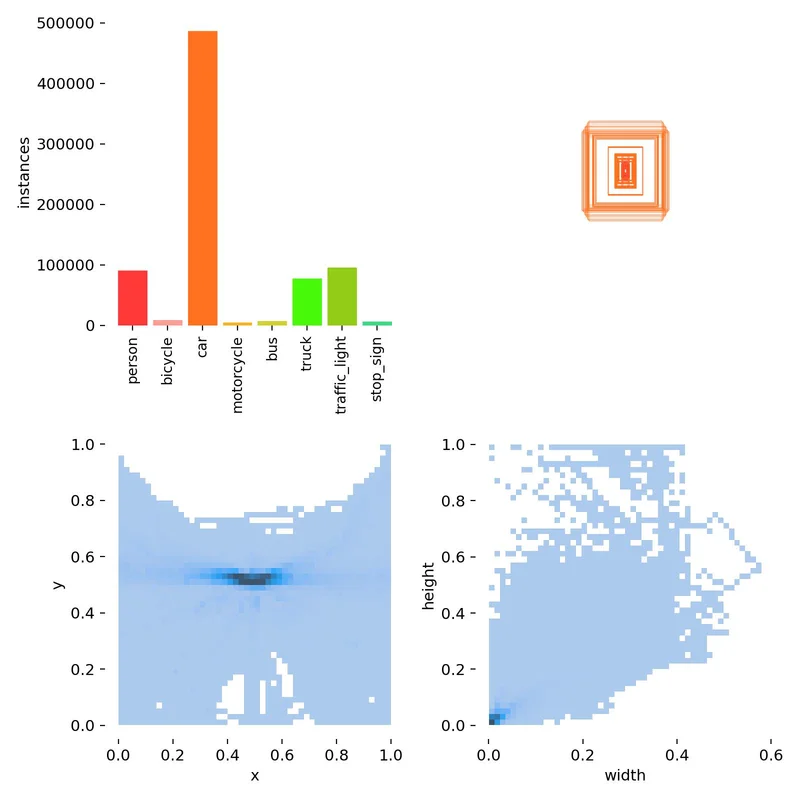 500000
400000
300000
200000
100000
0
instances
person
bicycle
car
motorcycle
bus
truck
traffic_light
stop_sign
1.0
0.8
0.6
0.4
0.2
0.0
y
0.0 0.2 0.4 0.6 0.8 1.0
x
1.0
0.8
0.6
0.4
0.2
0.0
height
0.0 0.2 0.4 0.6
width